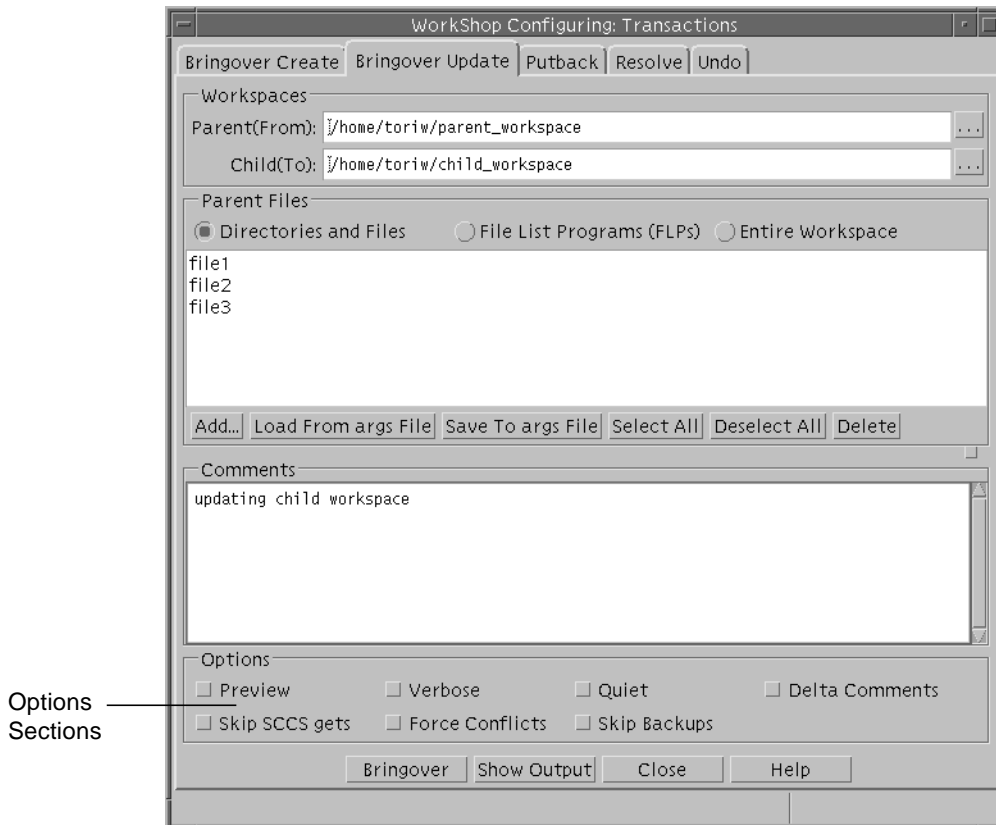 WorkShop Configuring: Transactions
Bringover Create Bringover Update Putback Resolve Undo
Workspaces
Parent(From): /home/toriw/parent_workspace ...
Child(To): /home/toriw/child_workspace ...
Parent Files
Directories and Files File List Programs (FLPs) Entire Workspace
file1
file2
file3
Add... Load From args File Save To args File Select All Deselect All Delete
Comments
updating child workspace
Options
Preview Verbose Quiet Delta Comments
Skip SCCS gets Force Conflicts Skip Backups
Options
Sections
Bringover Show Output Close Help